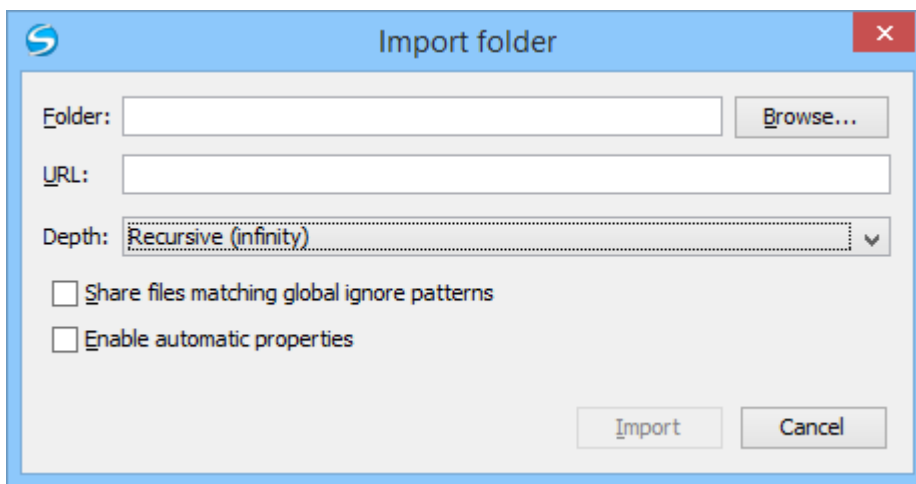 Import folder
Folder: Browse...
URL:
Depth: Recursive (infinity)
Share files matching global ignore patterns
Enable automatic properties
Import Cancel